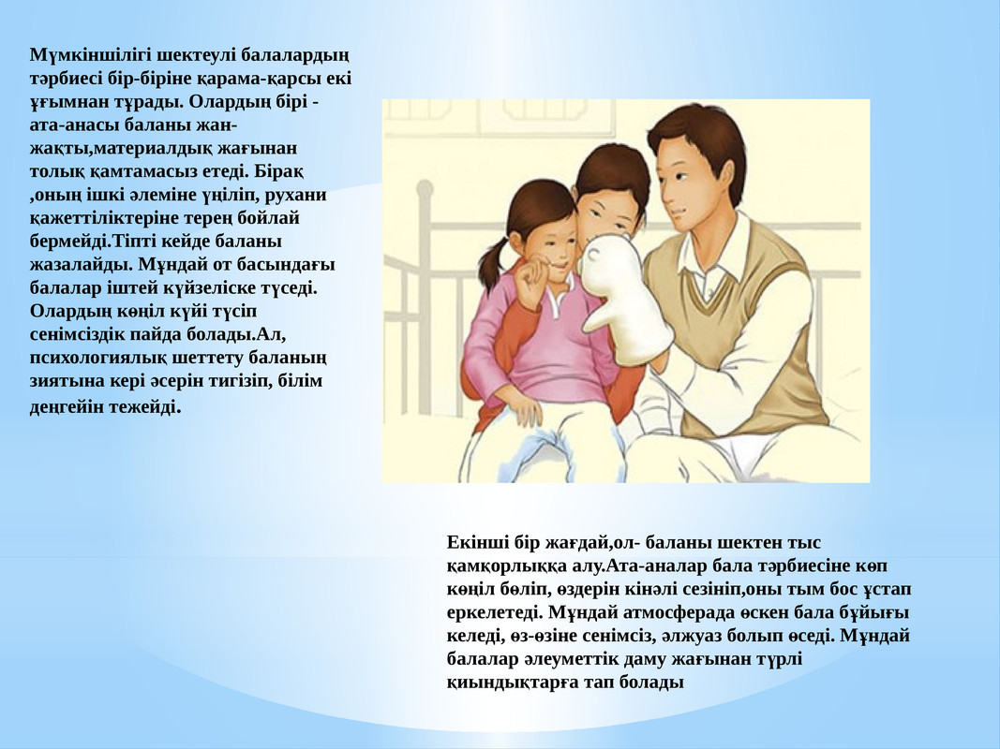 Мүмкіншілігі шектеулі балалардың
тәрбиесі бір-біріне қарама-қарсы екі
ұғымнан тұрады. Олардың бірі -
ата-анасы баланы жан-
жақты,материалдық жағынан
толық қамтамасыз етеді. Бірақ
,оның ішкі әлеміне үңіліп, рухани
қажеттіліктеріне терең бойлай
бермейді.Тіпті кейде баланы
жазалайды. Мұндай от басындағы
балалар іштей күйзеліске түседі.
Олардың көңіл күйі түсіп
сенімсіздік пайда болады.Ал,
психологиялық шеттету баланың
зиятына кері әсерін тигізіп, білім
деңгейін тежейді.
Екінші бір жағдай,ол- баланы шектен тыс
қамқорлыққа алу.Ата-аналар бала тәрбиесіне көп
көңіл бөліп, өздерін кінәлі сезініп,оны тым бос ұстап
еркелетеді. Мұндай атмосферада өскен бала бұйығы
келеді, өз-өзіне сенімсіз, әлжуаз болып өседі. Мұндай
балалар әлеуметтік даму жағынан түрлі
қиындықтарға тап болады